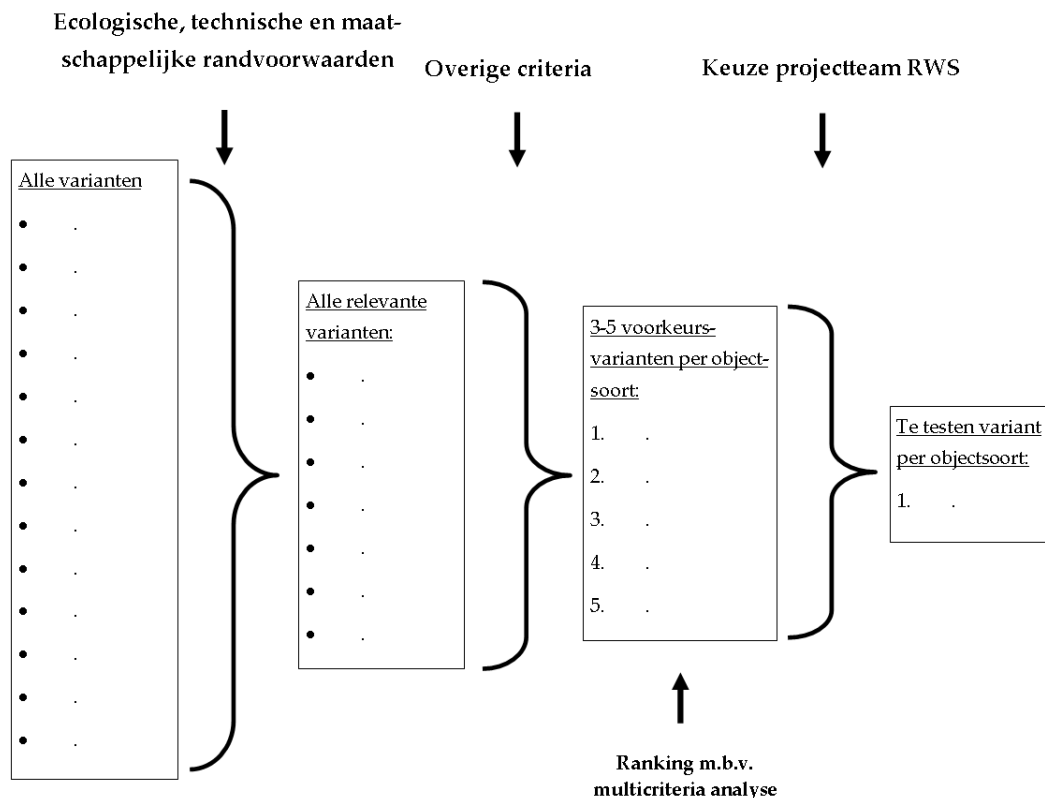 Ecologische, technische en maat-
schappelijke randvoorwaarden
Overige criteria
Keuze projectteam RWS
Alle varianten
• .
• .
• .
• .
• .
• .
• .
• .
• .
• .
• .
• .
• .
Alle relevante
varianten:
• .
• .
• .
• .
• .
• .
• .
3-5 voorkeurs-
varianten per object-
soort:
1. .
2. .
3. .
4. .
5. .
Te testen variant
per objectsoort:
1. .
Ranking m.b.v.
multicriteria analyse